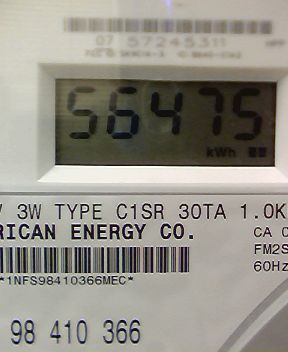 07 57245311
56475
kWh
3W TYPE C1SR 30TA 1.0K
RICAN ENERGY CO.
CA
FM2S
60Hz
*1NFS98410366MEC*
98 410 366